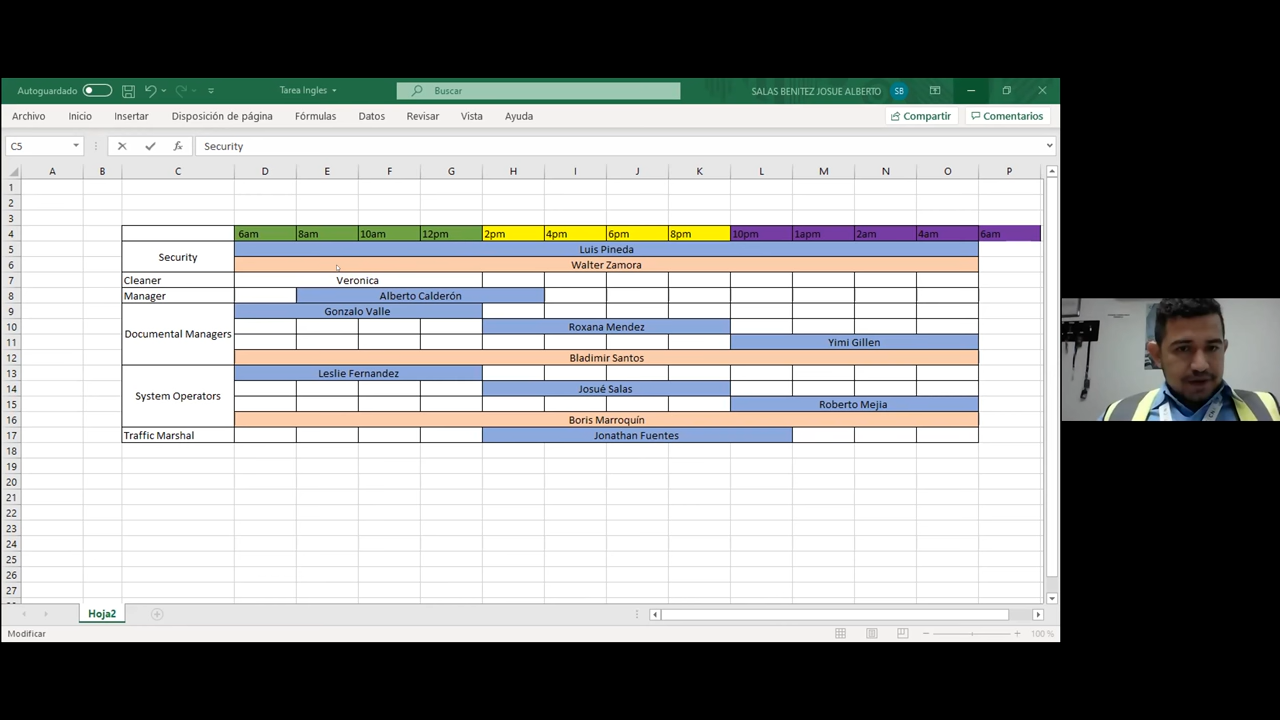 Autoguardado
Tarea Ingles
Buscar
SALAS BENITEZ JOSUE ALBERTO SB
Archivo Inicio Insertar Disposición de página Fórmulas Datos Revisar Vista Ayuda Compartir Comentarios
C5 fx Security
A B C D E F G H I J K L M N O P
1
2
3
4 6am 8am 10am 12pm 2pm 4pm 6pm 8pm 10pm 1apm 2am 4am 6am
5 Security Luis Pineda
6 Walter Zamora
7 Cleaner Veronica
8 Manager Alberto Calderón
9 Documental Managers Gonzalo Valle
10 Roxana Mendez
11 Yimi Gillen
12 Bladimir Santos
13 System Operators Leslie Fernandez
14 Josué Salas
15 Roberto Mejia
16 Boris Marroquín
17 Traffic Marshal Jonathan Fuentes
18
19
20
21
22
23
24
25
26
27
Hoja2
Modificar 100 %